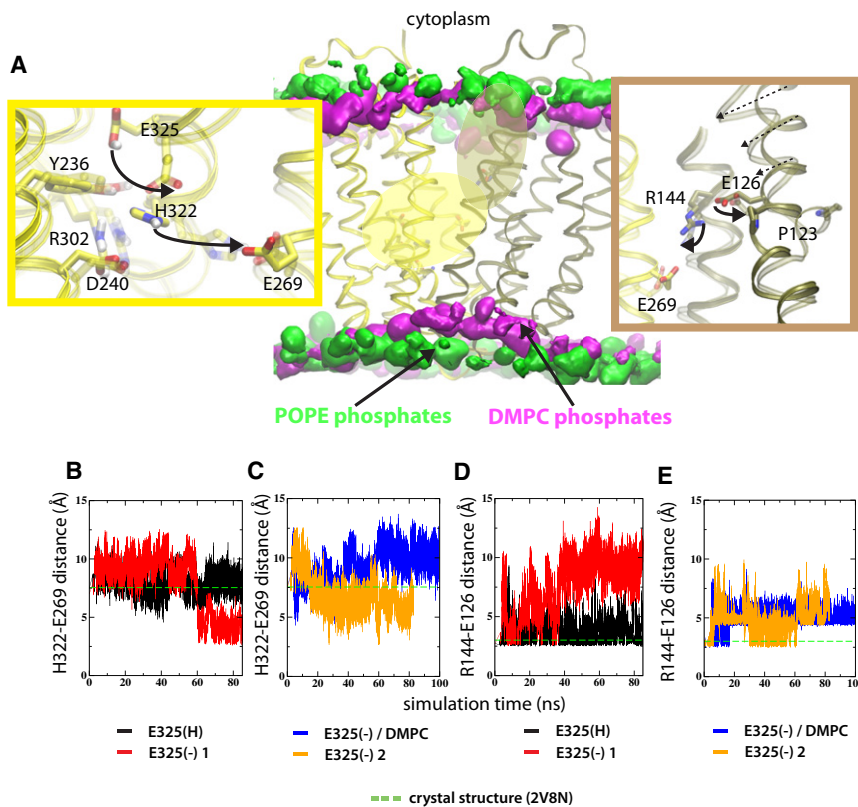 cytoplasm
A
E325
Y236
H322
R302
D240
E269
E126
R144
P123
E269
POPE phosphates
DMPC phosphates
B
C
D
E
H322-E269 distance (Å)
15
10
5
0
0
20
40
60
80
H322-E269 distance (Å)
15
10
5
0
0
20
40
60
80
100
R144-E126 distance (Å)
15
10
5
0
0
20
40
60
80
R144-E126 distance (Å)
15
10
5
0
0
20
40
60
80
100
simulation time (ns)
E325(H)
E325(-) 1
E325(-) / DMPC
E325(-) 2
E325(H)
E325(-) 1
E325(-) / DMPC
E325(-) 2
crystal structure (2V8N)